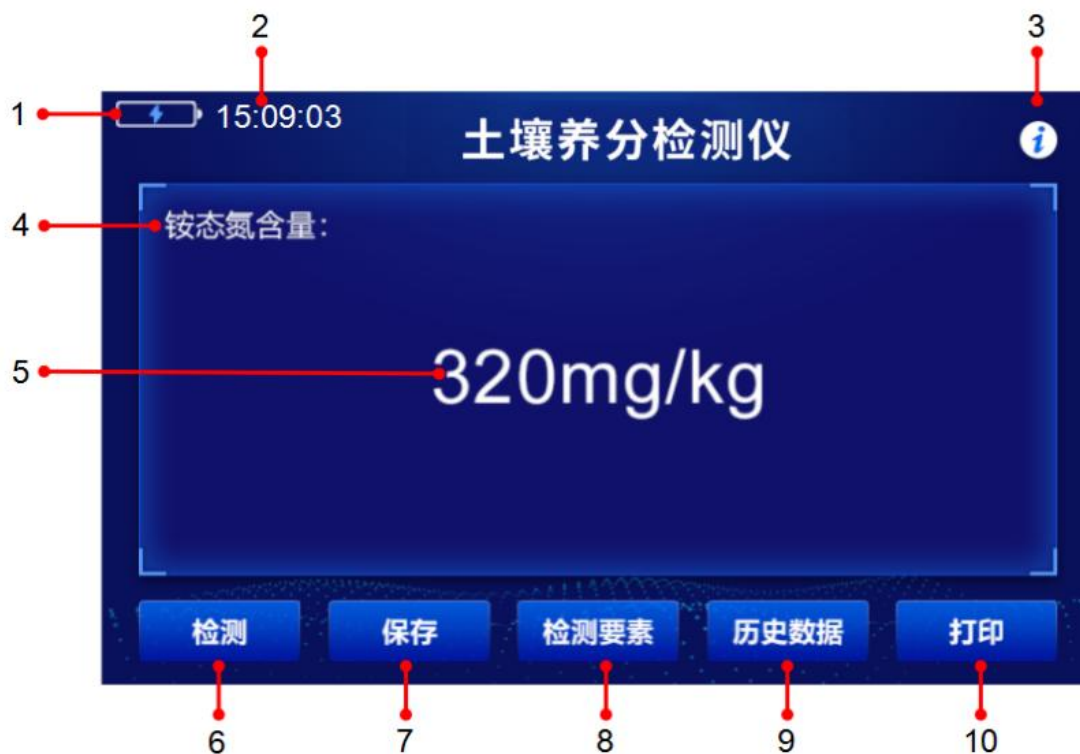 2
3
1
15:09:03
土壤养分检测仪
i
4
铵态氮含量:
5
320mg/kg
检测
保存
检测要素
历史数据
打印
6
7
8
9
10